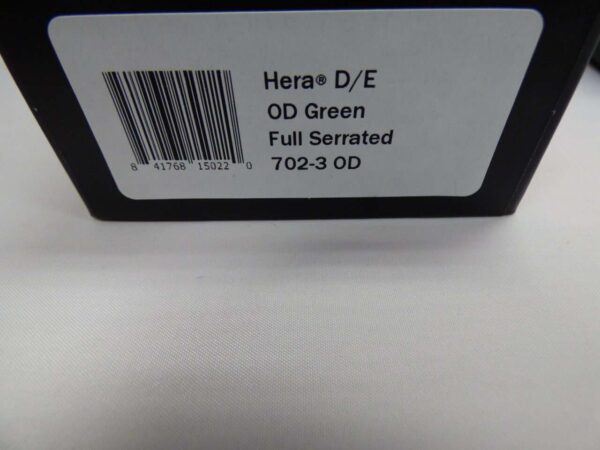 Hera® D/E
OD Green
Full Serrated
702-3 OD
8 41768 15022 0